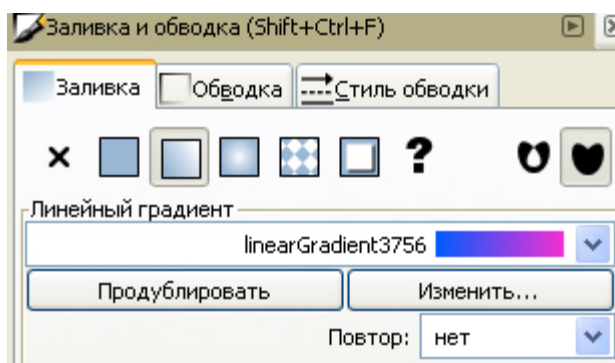 Заливка и обводка (Shift+Ctrl+F)
Заливка Обводка Стиль обводки
?
Линейный градиент
linearGradient3756
Продублировать Изменить...
Повтор: нет